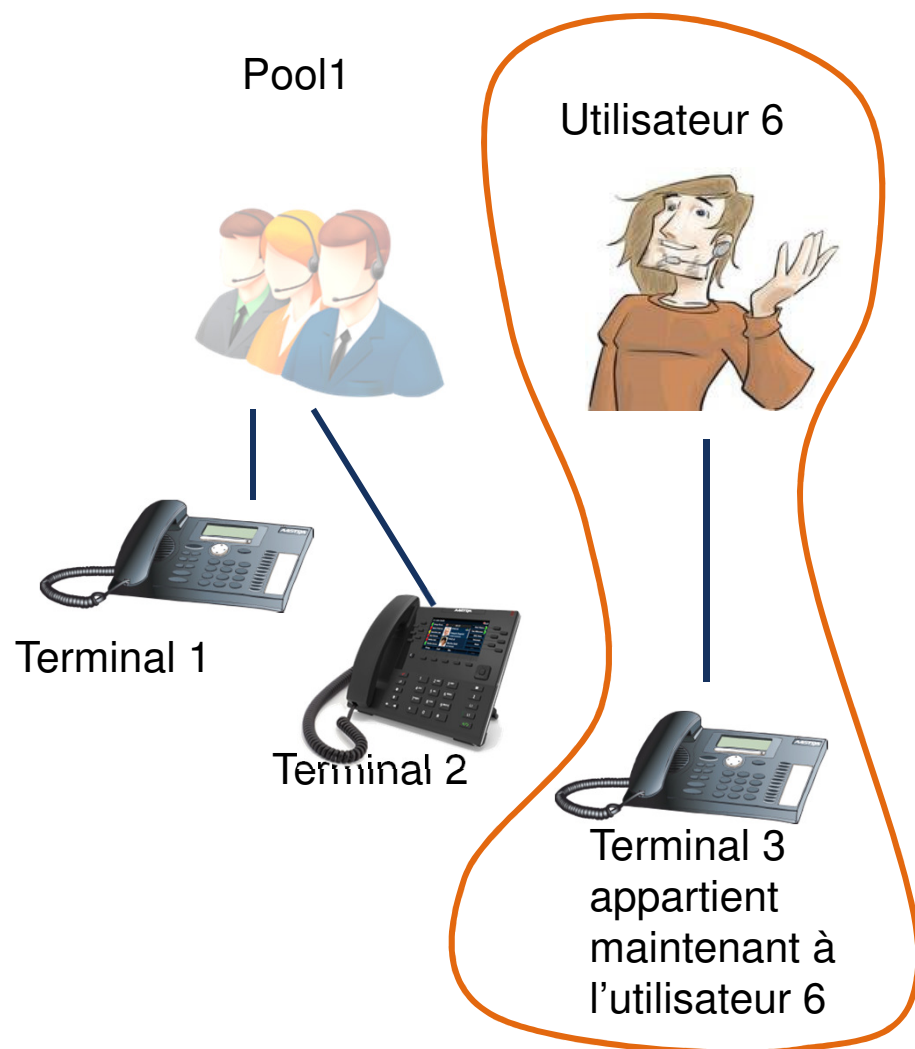 Pool1
Utilisateur 6
Terminal 1
Terminal 2
Terminal 3
appartient
maintenant à
l’utilisateur 6